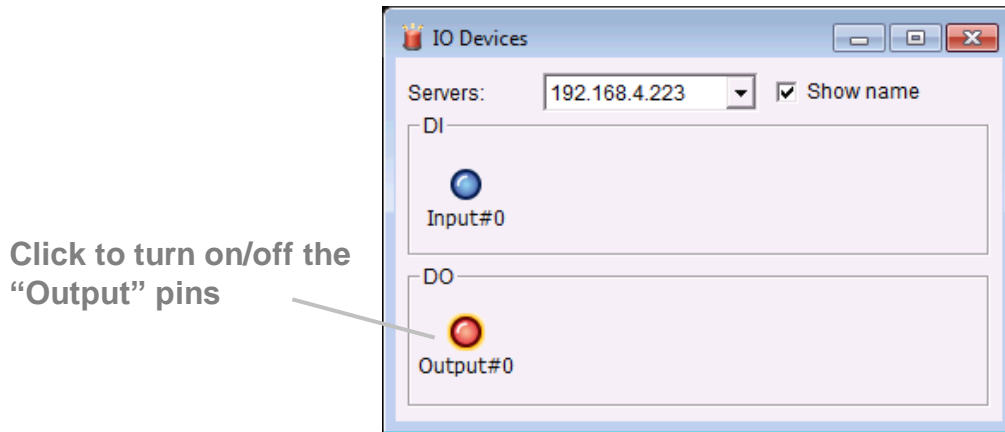 IO Devices
Servers:
192.168.4.223
Show name
DI
Input#0
Click to turn on/off the
“Output” pins
DO
Output#0